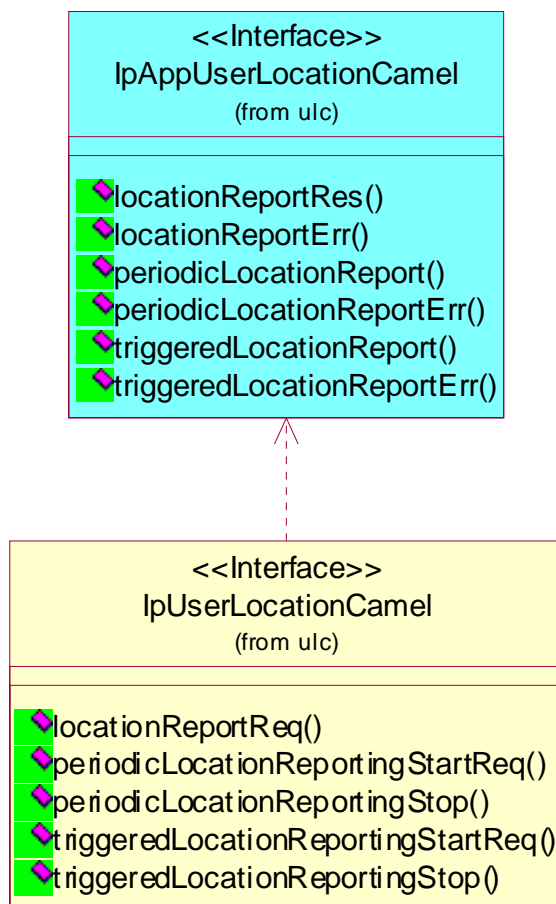 <<Interface>>
IpAppUserLocationCamel
(from ulc)
locationReportRes()
locationReportErr()
periodicLocationReport()
periodicLocationReportErr()
triggeredLocationReport()
triggeredLocationReportErr()
<<Interface>>
IpUserLocationCamel
(from ulc)
locationReportReq()
periodicLocationReportingStartReq()
periodicLocationReportingStop()
triggeredLocationReportingStartReq()
triggeredLocationReportingStop()